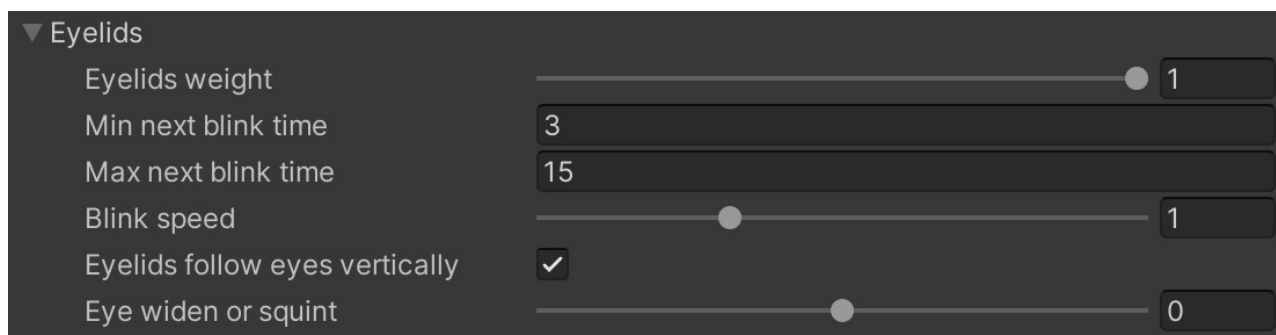 Eyelids
Eyelids weight 1
Min next blink time 3
Max next blink time 15
Blink speed 1
Eyelids follow eyes vertically
Eye widen or squint 0